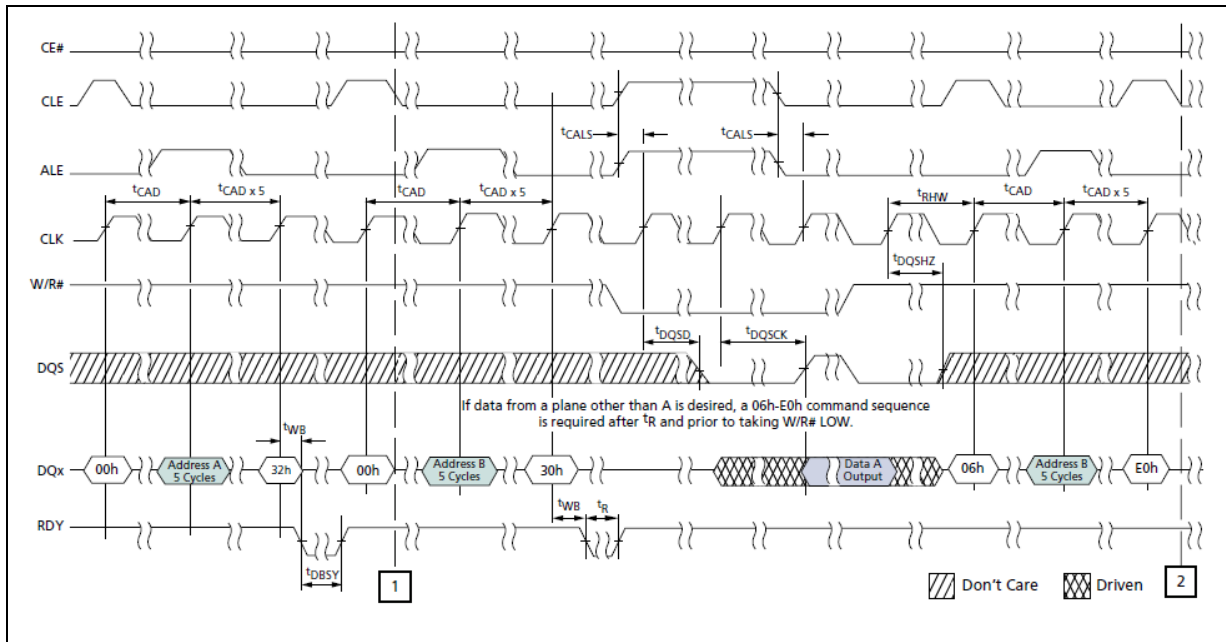 CE#
CLE
tCALS
tCALS
ALE
tCAD
tCAD x 5
tCAD
tCAD x 5
tRHW
tCAD
tCAD x 5
CLK
tDQSHZ
W/R#
tDQSD
tDQSCK
DQS
If data from a plane other than A is desired, a 06h-E0h command sequence
is required after tR and prior to taking W/R# LOW.
tWB
DQx
00h
Address A
5 Cycles
32h
00h
Address B
5 Cycles
30h
Data A
Output
06h
Address B
5 Cycles
E0h
tWB
tR
RDY
tDBSY
1
Don't Care
Driven
2